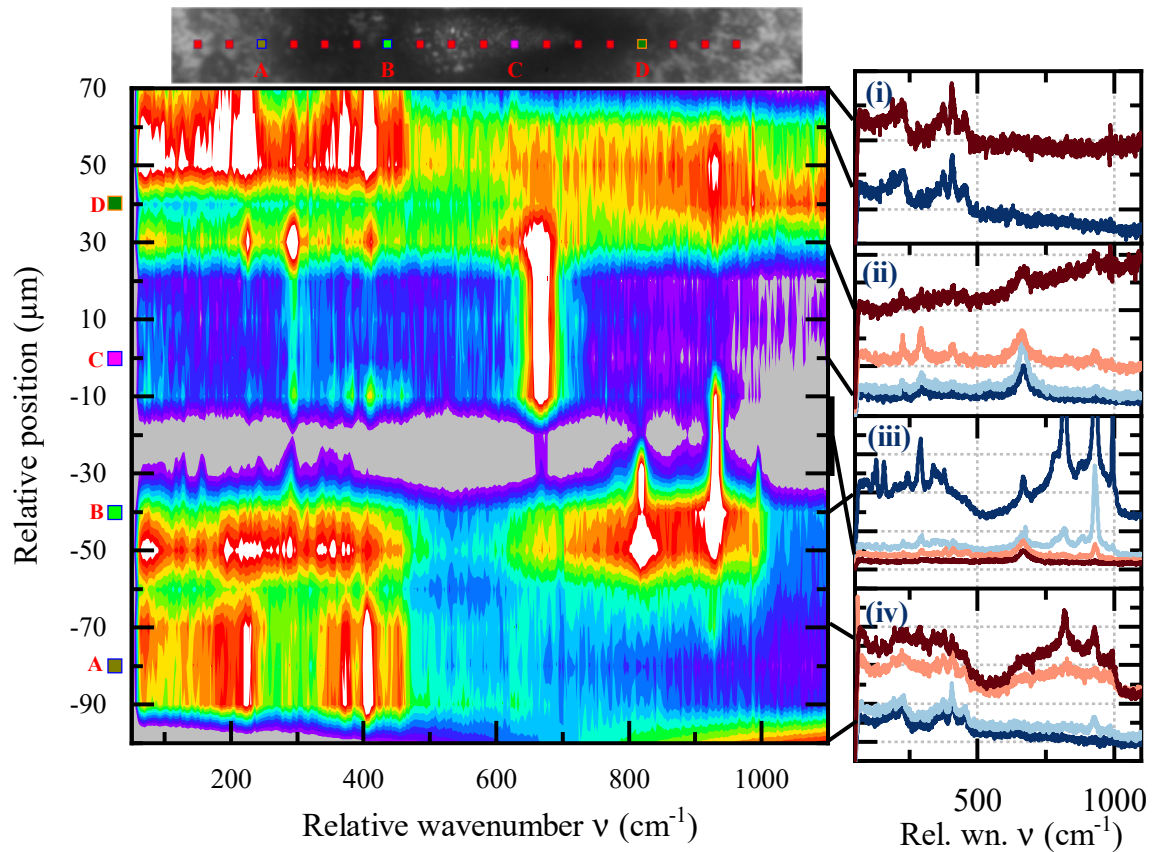 A B C D
70
50
D
30
10
C
-10
-30
B
-50
-70
A
-90
Relative position (μm)
200 400 600 800 1000
Relative wavenumber ν (cm-1)
(i)
(ii)
(iii)
(iv)
500 1000
Rel. wn. ν (cm-1)